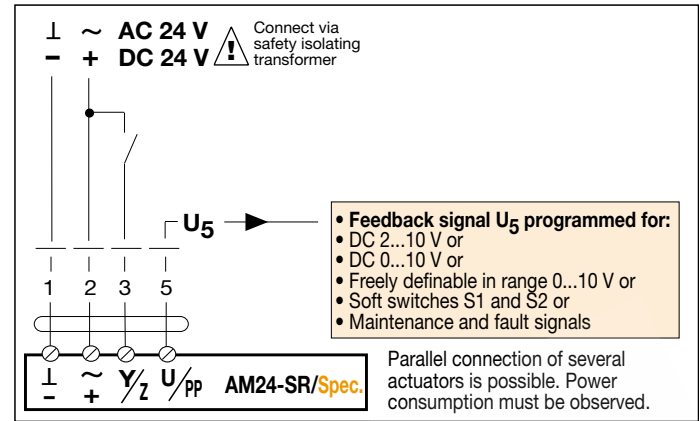 ⊥ ~ AC 24 V
– + DC 24 V
Connect via
safety isolating
transformer
!
U5
• Feedback signal U5 programmed for:
• DC 2...10 V or
• DC 0...10 V or
• Freely definable in range 0...10 V or
• Soft switches S1 and S2 or
• Maintenance and fault signals
1 2 3 5
⊥ ~ Y/Z U/PP AM24-SR/Spec.
– +
Parallel connection of several
actuators is possible. Power
consumption must be observed.